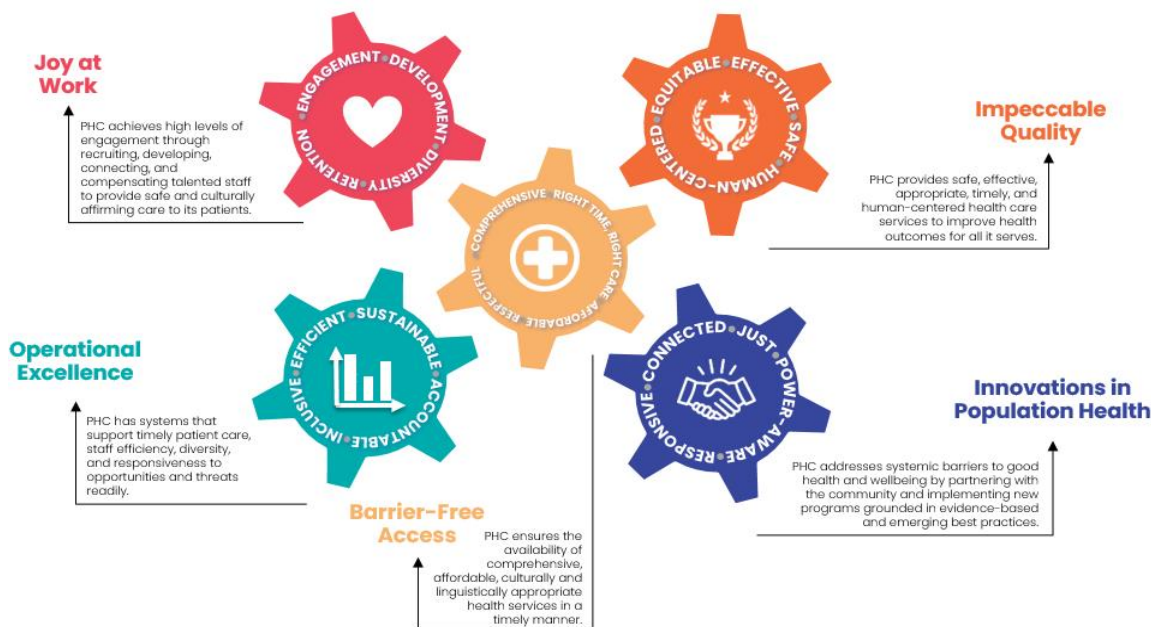 Joy at
Work
PHC achieves high levels of
engagement through
recruiting, developing,
connecting, and
compensating talented staff
to provide safe and culturally
affirming care to its patients.
ENGAGEMENT • DEVELOPMENT • DIVERSITY • RETENTION •
EQUITABLE • EFFECTIVE • SAFE • HUMAN-CENTERED •
Impeccable
Quality
PHC provides safe, effective,
appropriate, timely, and
human-centered health care
services to improve health
outcomes for all it serves.
COMPREHENSIVE • RIGHT TIME, RIGHT CARE • AFFORDABLE • RESPECTFUL •
Operational
Excellence
PHC has systems that
support timely patient care,
staff efficiency, diversity,
and responsiveness to
opportunities and threats
readily.
EFFICIENT • SUSTAINABLE • ACCOUNTABLE • INCLUSIVE •
CONNECTED • JUST • POWER-AWARE • RESPONSIVE •
Innovations in
Population Health
PHC addresses systemic barriers to good
health and wellbeing by partnering with
the community and implementing new
programs grounded in evidence-based
and emerging best practices.
Barrier-Free
Access
PHC ensures the
availability of
comprehensive,
affordable, culturally and
linguistically appropriate
health services in a
timely manner.